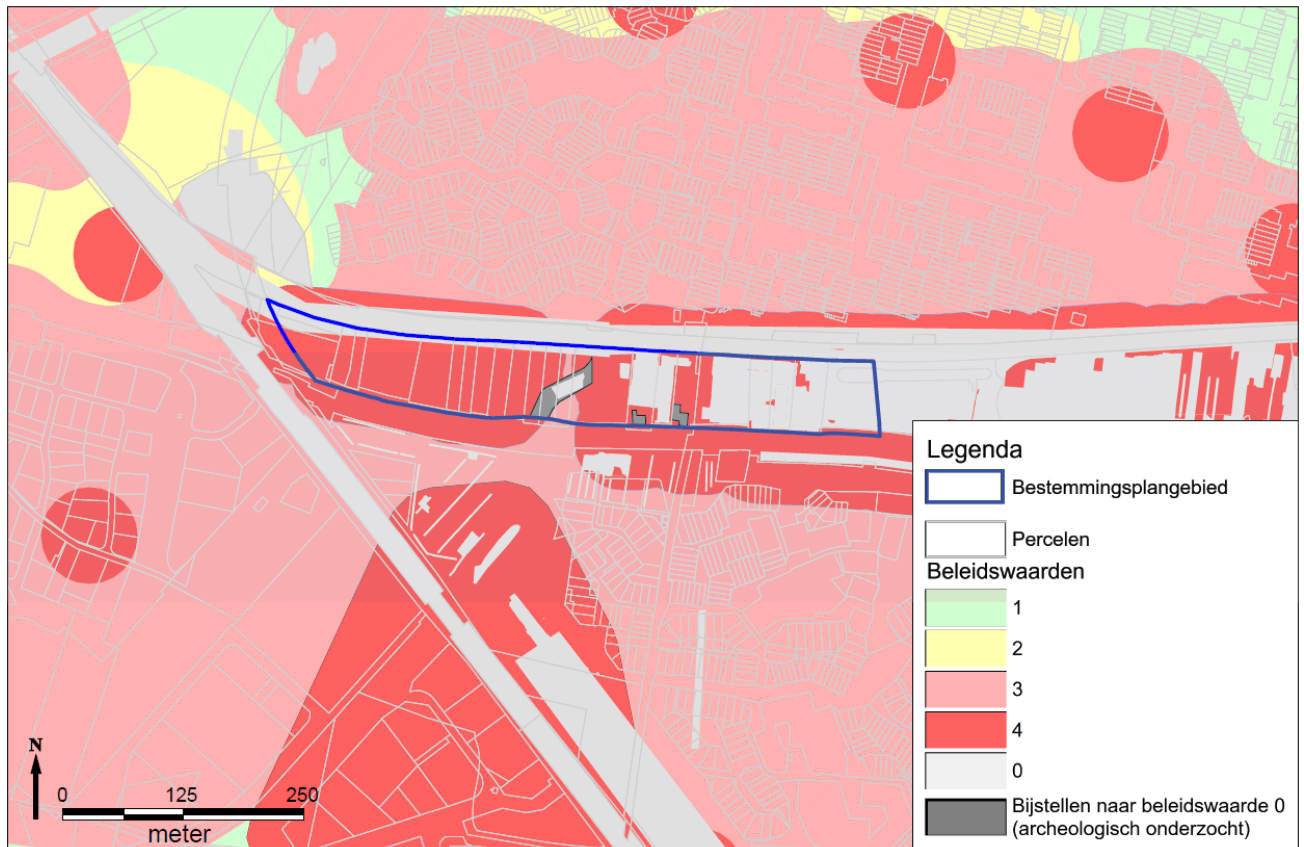 Legenda
Bestemmingsplangebied
Percelen
Beleidswaarden
1
2
3
4
0
Bijstellen naar beleidswaarde 0
(archeologisch onderzocht)
N
0 125 250
meter